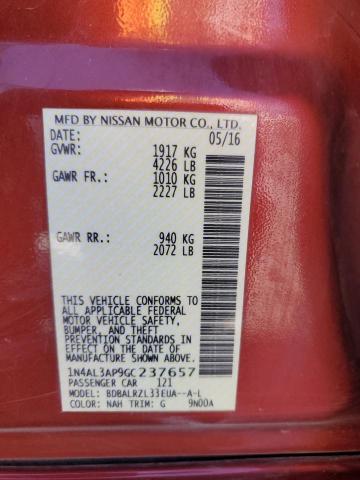 MFD BY NISSAN MOTOR CO., LTD.
DATE: 05/16
GVWR: 1917 KG
4226 LB
GAWR FR: 1010 KG
2227 LB
GAWR RR: 940 KG
2072 LB
THIS VEHICLE CONFORMS TO
ALL APPLICABLE FEDERAL
MOTOR VEHICLE SAFETY,
BUMPER, AND THEFT
PREVENTION STANDARDS
IN EFFECT ON THE DATE OF
MANUFACTURE SHOWN ABOVE
1N4AL3AP9GC237657
PASSENGER CAR 121
MODEL: BDBALRZL33EUA--A-L
COLOR: NAH TRIM: G 9N00A